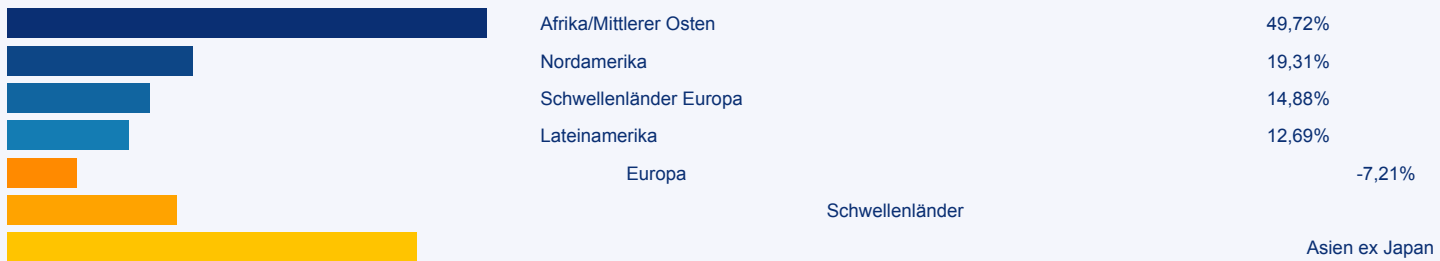 Afrika/Mittlerer Osten 49,72%
Nordamerika 19,31%
Schwellenländer Europa 14,88%
Lateinamerika 12,69%
Europa -7,21%
Schwellenländer
Asien ex Japan